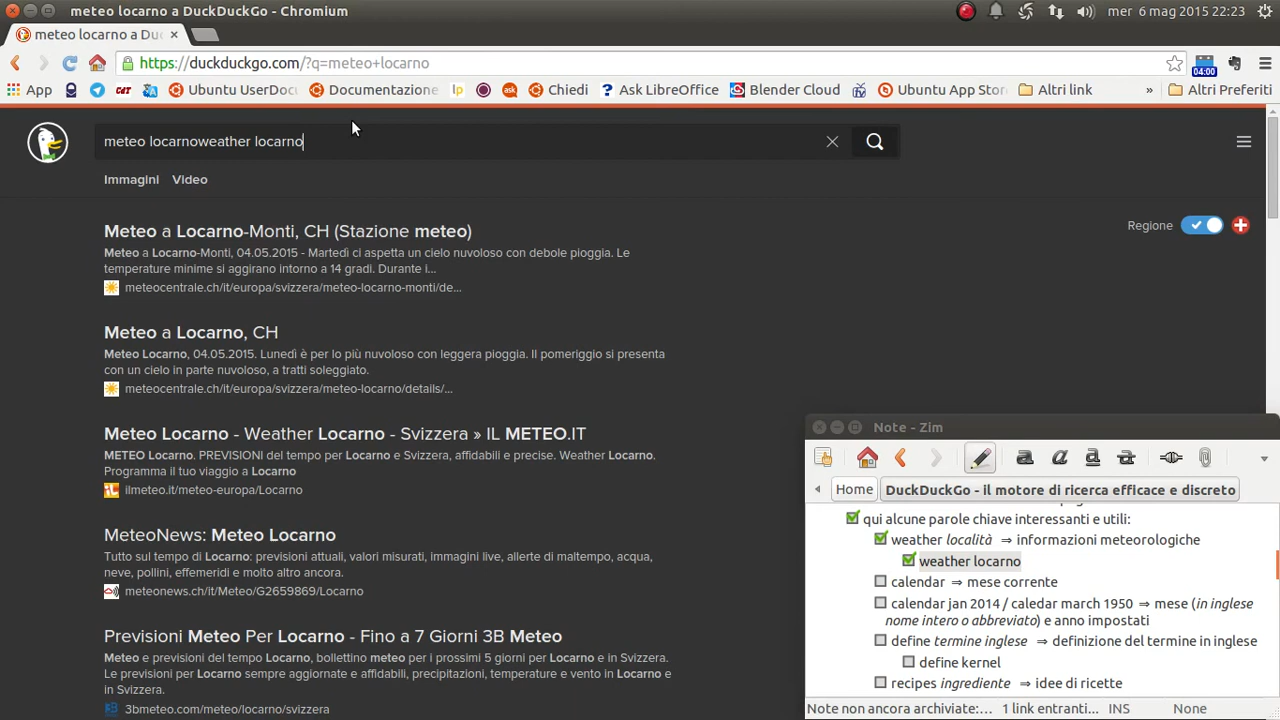 meteo locarno a DuckDuckGo - Chromium
mer 6 mag 2015 22:23
meteo locarno a Duc
https://duckduckgo.com/?q=meteo+locarno
04:00
App
CAT
Ubuntu UserDocu
Documentazione
lp
ask
Chiedi
? Ask LibreOffice
Blender Cloud
Ubuntu App Store
Altri link
»
Altri Preferiti
meteo locarnoweather locarno
Immagini Video
Regione
Meteo a Locarno-Monti, CH (Stazione meteo)
Meteo a Locarno-Monti, 04.05.2015 - Martedì ci aspetta un cielo nuvoloso con debole pioggia. Le
temperature minime si aggirano intorno a 14 gradi. Durante i...
meteocentrale.ch/it/europa/svizzera/meteo-locarno-monti/de...
Meteo a Locarno, CH
Meteo Locarno, 04.05.2015. Lunedì è per lo più nuvoloso con leggera pioggia. Il pomeriggio si presenta
con un cielo in parte nuvoloso, a tratti soleggiato.
meteocentrale.ch/it/europa/svizzera/meteo-locarno/details/...
Meteo Locarno - Weather Locarno - Svizzera » IL METEO.IT
METEO Locarno. PREVISIONI del tempo per Locarno e Svizzera, affidabili e precise. Weather Locarno.
Programma il tuo viaggio a Locarno
ilmeteo.it/meteo-europa/Locarno
MeteoNews: Meteo Locarno
Tutto sul tempo di Locarno: previsioni attuali, valori misurati, immagini live, allerte di maltempo, acqua,
neve, pollini, effemeridi e molto altro ancora.
meteonews.ch/it/Meteo/G2659869/Locarno
Previsioni Meteo Per Locarno - Fino a 7 Giorni 3B Meteo
Meteo e previsioni del tempo Locarno, bollettino meteo per i prossimi 5 giorni per Locarno e in Svizzera.
Le previsioni per Locarno sempre aggiornate e affidabili, precipitazioni, temperature e vento in Locarno e
in Svizzera.
3bmeteo.com/meteo/locarno/svizzera
Note - Zim
Home
DuckDuckGo - il motore di ricerca efficace e discreto
qui alcune parole chiave interessanti e utili:
weather località ⇒ informazioni meteorologiche
weather locarno
calendar ⇒ mese corrente
calendar jan 2014 / caledar march 1950 ⇒ mese (in inglese
nome intero o abbreviato) e anno impostati
define termine inglese ⇒ definizione del termine in inglese
define kernel
recipes ingrediente ⇒ idee di ricette
Note non ancora archiviate:... 1 link entranti... INS None